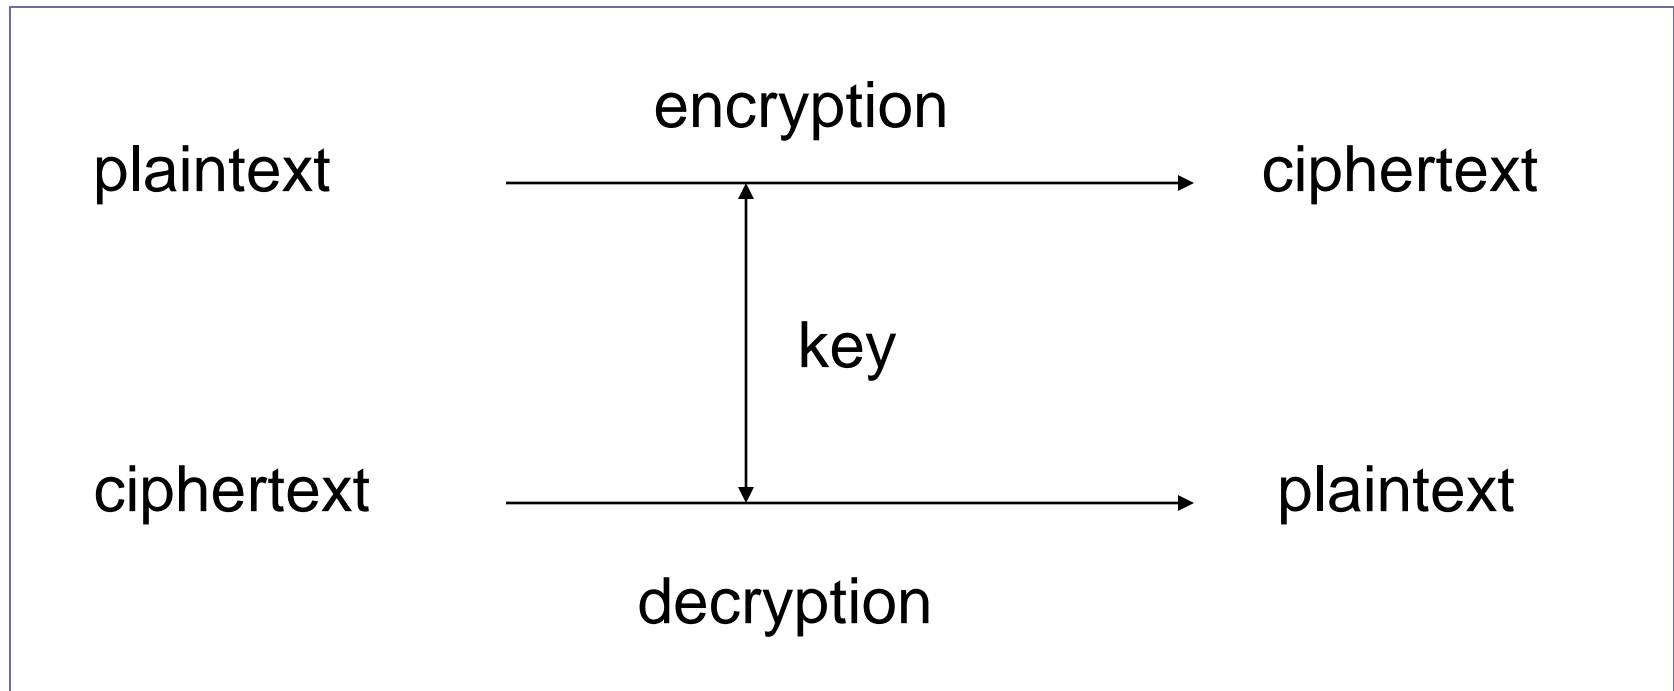 encryption
plaintext
ciphertext
key
ciphertext
plaintext
decryption